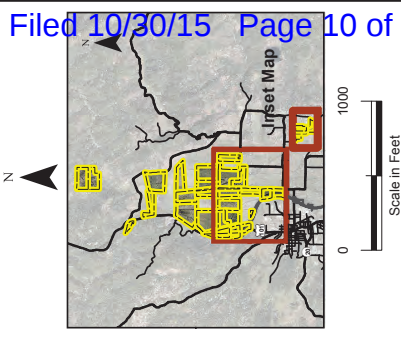 Filed 10/30/15 Page 10 of
N
N
Inset Map
0
1000
Scale in Feet